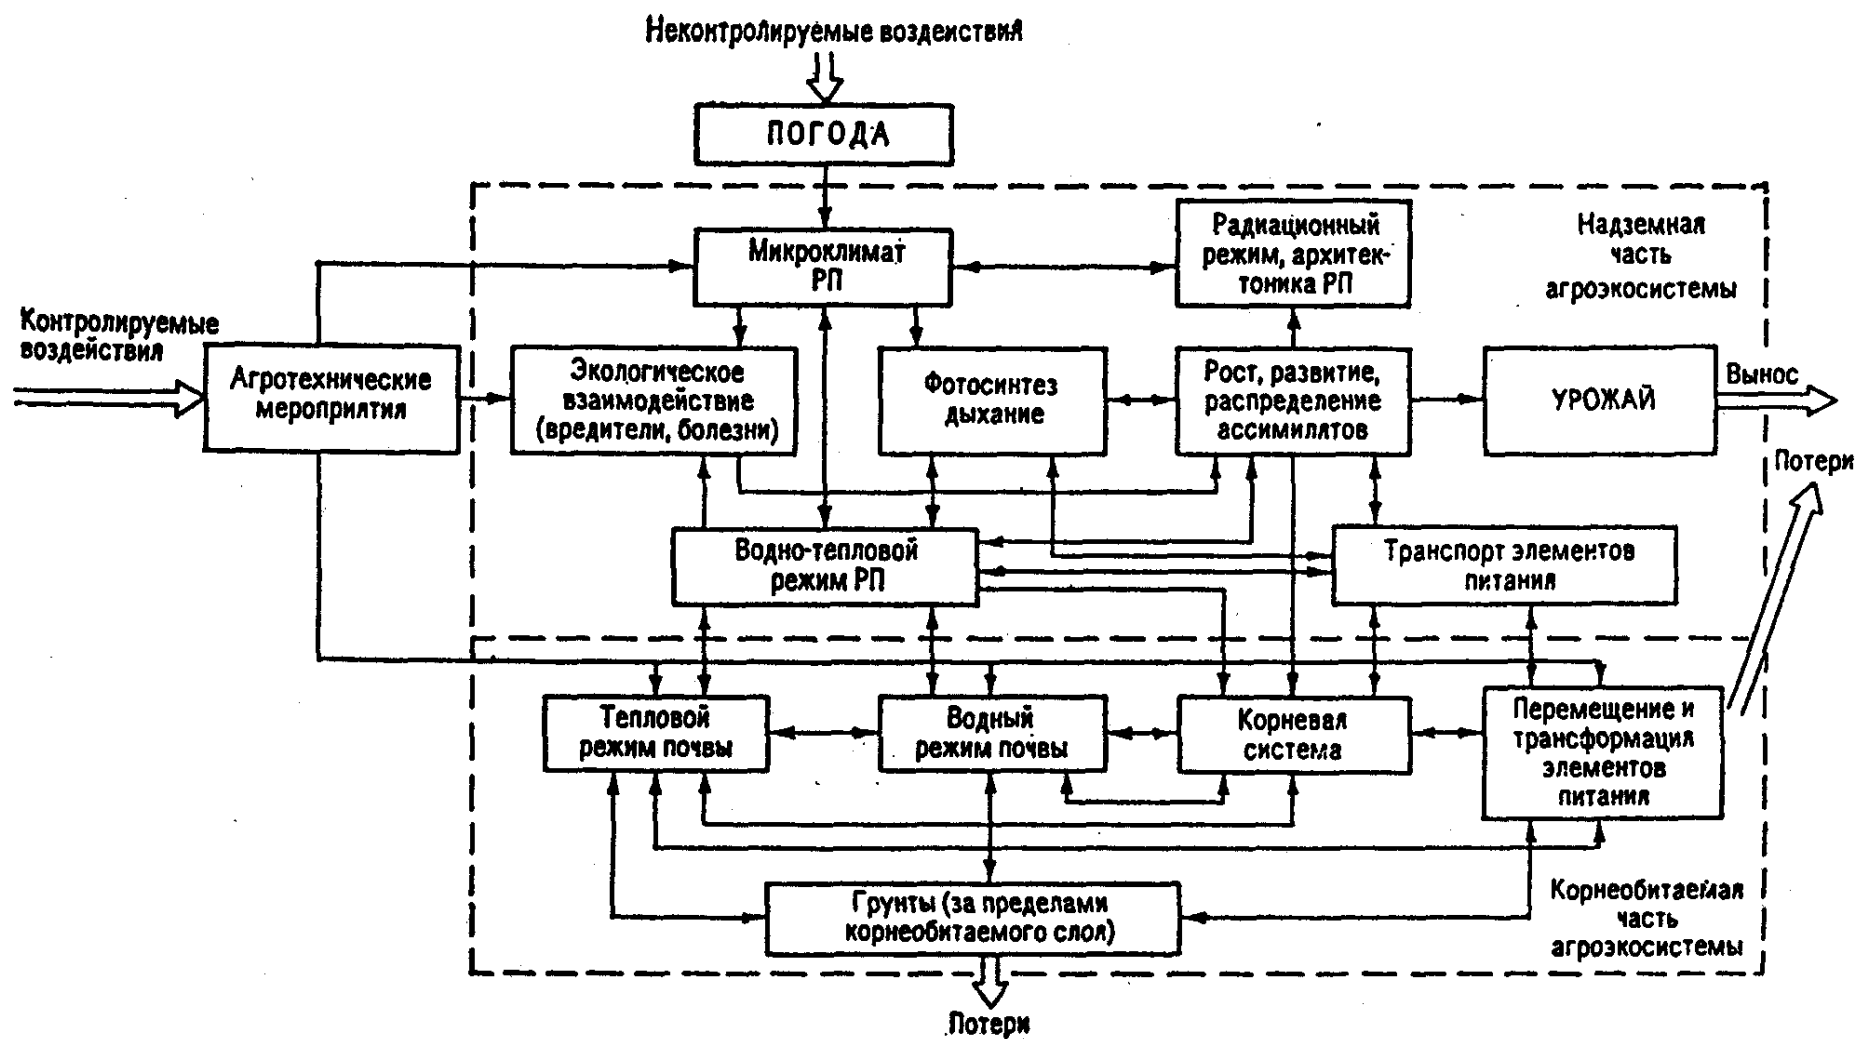 Неконтролируемые воздействия
ПОГОДА
Микроклимат
РП
Радиационный
режим, архитек-
тоника РП
Надземная
часть
агроэкосистемы
Контролируемые
воздействия
Агротехнические
мероприятия
Экологическое
взаимодействие
(вредители, болезни)
Фотосинтез
дыхание
Рост, развитие,
распределение
ассимилятов
УРОЖАЙ
Вынос
Потери
Водно-тепловой
режим РП
Транспорт элементов
питания
Тепловой
режим почвы
Водный
режим почвы
Корневая
система
Перемещение и
трансформация
элементов
питания
Грунты (за пределами
корнеобитаемого слоя)
Корнеобитаемая
часть
агроэкосистемы
Потери